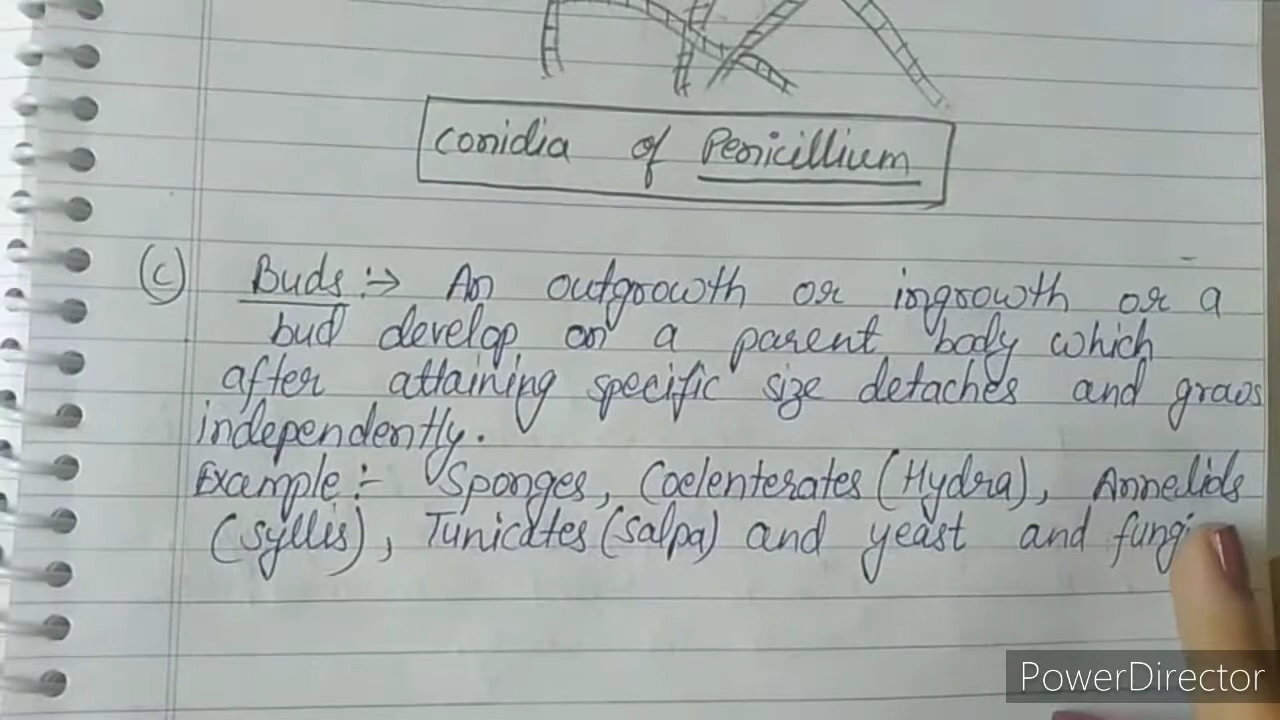 Conidia of Penicillium
(C) Buds :→ An outgrowth or ingrowth or a
bud develop on a parent body which
after attaining specific size detaches and grows
independently.
Example :- Sponges, Coelenterates (Hydra), Annelids
(Syllis), Tunicates (Salpa) and yeast and fungi
PowerDirector